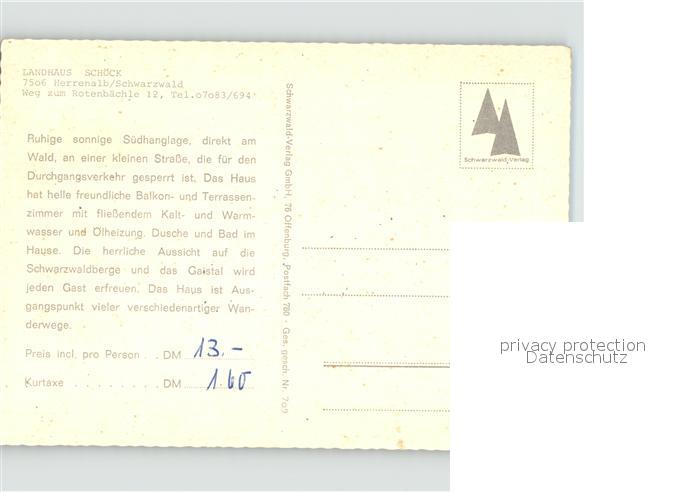 LANDHAUS SCHÖCK
75o6 Herrenalb/Schwarzwald
Weg zum Rotenbächle 12, Tel.o7o83/694
Ruhige sonnige Südhanglage, direkt am
Wald, an einer kleinen Straße, die für den
Durchgangsverkehr gesperrt ist. Das Haus
hat helle freundliche Balkon- und Terrassen-
zimmer mit fließendem Kalt- und Warm-
wasser und Ölheizung. Dusche und Bad im
Hause. Die herrliche Aussicht auf die
Schwarzwaldberge und das Gaistal wird
jeden Gast erfreuen. Das Haus ist Aus-
gangspunkt vieler verschiedenartiger Wan-
derwege.
Preis incl. pro Person . . DM 13.-
Kurtaxe . . . . . . . . . DM 1.60
Schwarzwald-Verlag GmbH, 76 Offenburg, Postfach 780 - Ges. gesch. Nr. 709
Schwarzwald-Verlag
privacy protection
Datenschutz